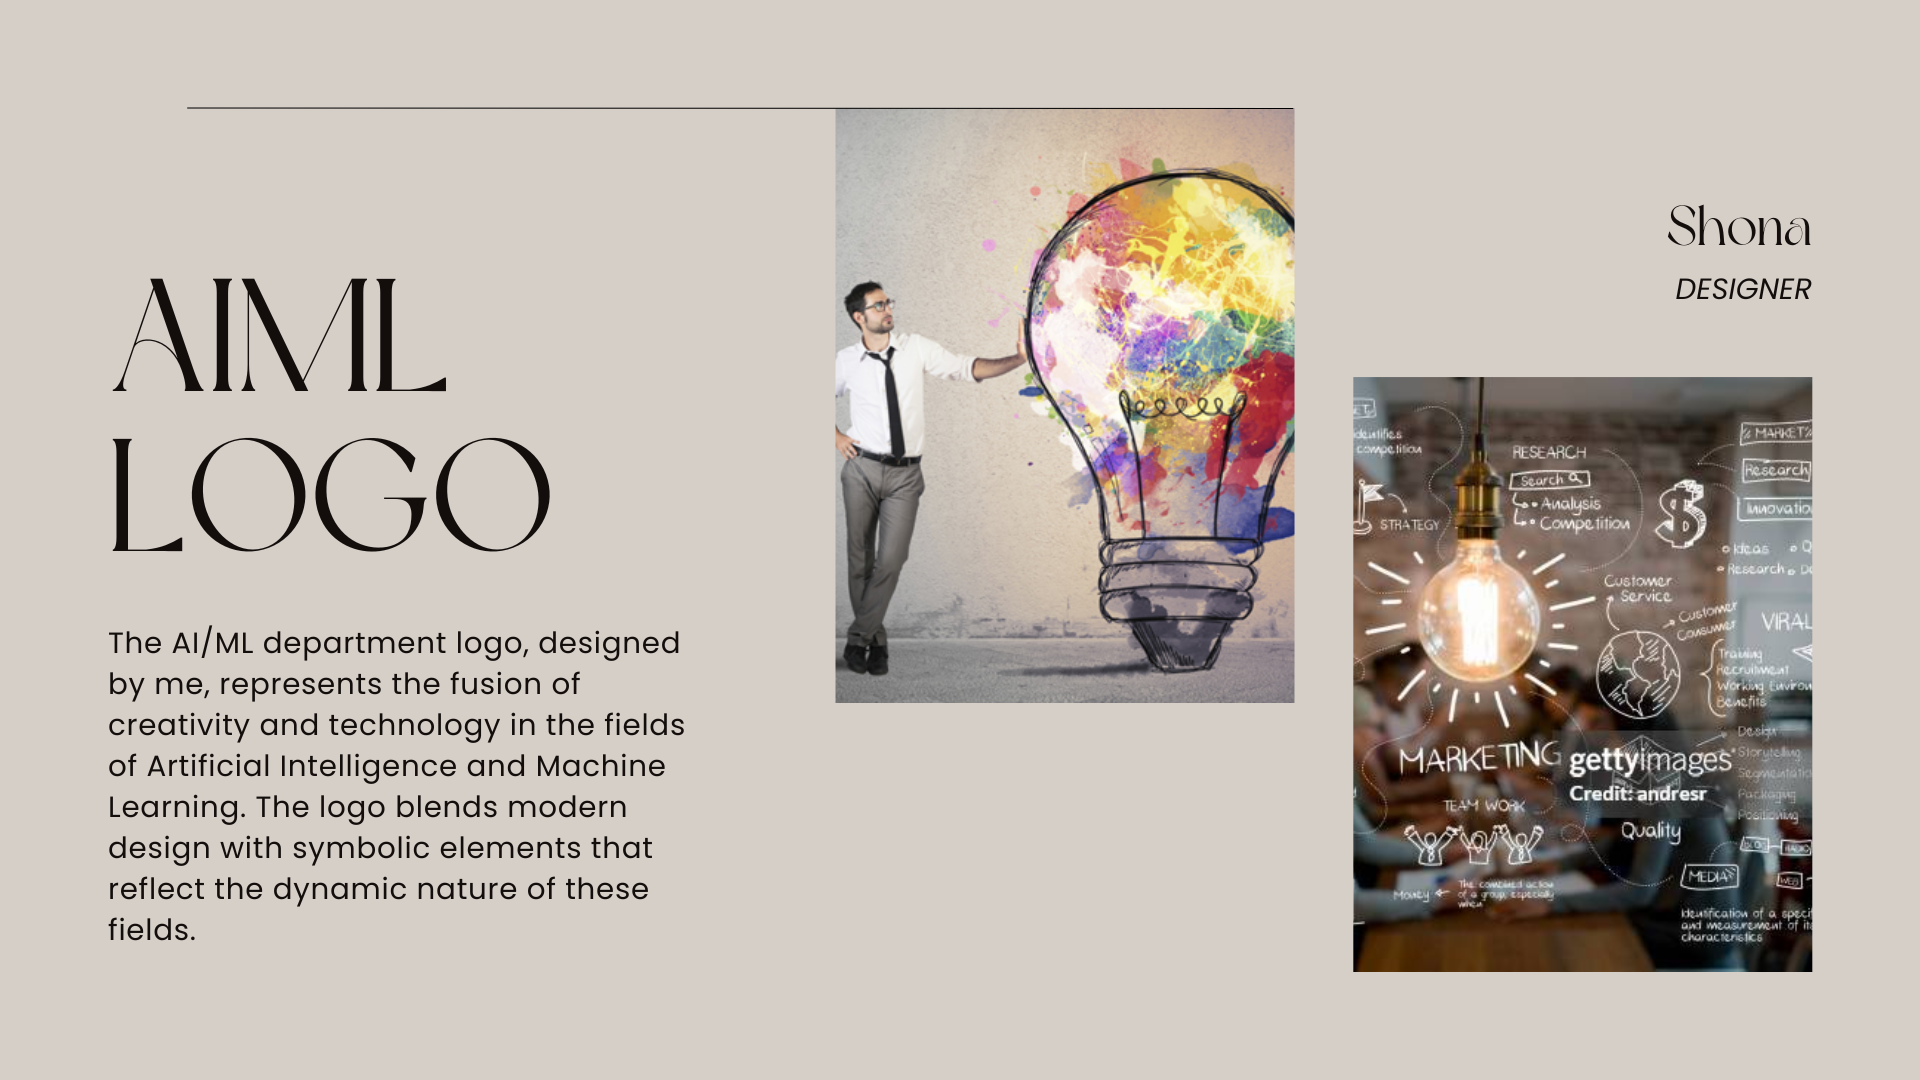 AIML
LOGO
The AI/ML department logo, designed
by me, represents the fusion of
creativity and technology in the fields
of Artificial Intelligence and Machine
Learning. The logo blends modern
design with symbolic elements that
reflect the dynamic nature of these
fields.
Shona
DESIGNER
identifies
competition
STRATEGY
RESEARCH
Search
Analysis
Competition
MARKET
Research
Innovatio
Ideas
Research
Customer
Service
Customer
Consumer
VIRAL
Training
Recruitment
Working Environ
Benefits
Design
Storytelling
Segmentatio
Packaging
Positioning
MARKETING
gettyimages
Credit: andresr
TEAM WORK
Quality
Money
The combined action
of a group, especially
when
BLOG
RADIO
MEDIA
WEB
Identification of a specif
and measurement of it
characteristics